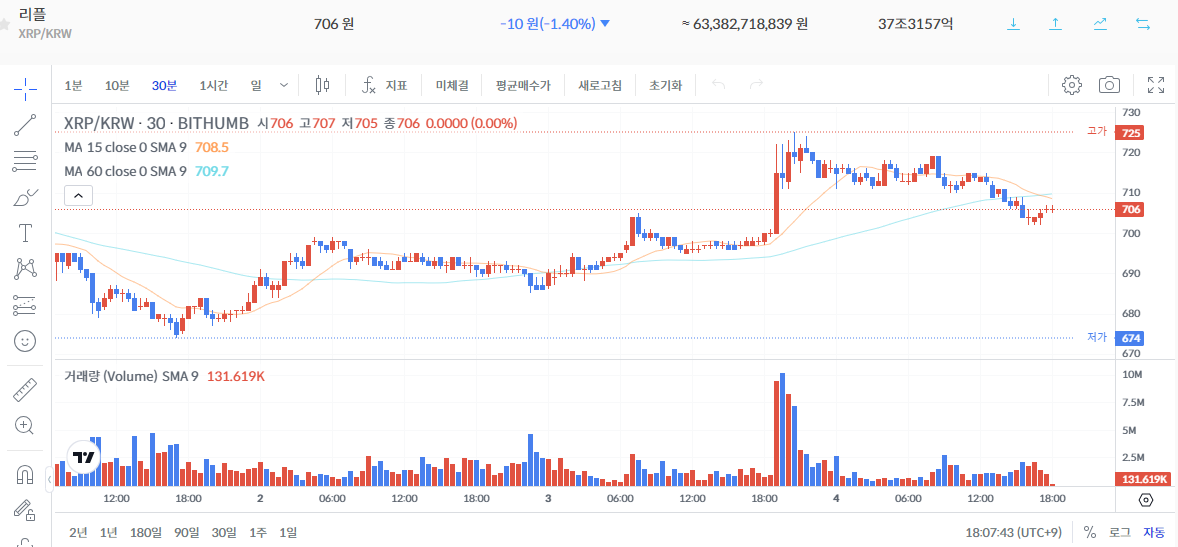 리플
XRP/KRW
706 원
-10 원(-1.40%) ▼
≈ 63,382,718,839 원
37조3157억
1분 10분 30분 1시간 일 지표 미체결 평균매수가 새로고침 초기화
XRP/KRW · 30 · BITHUMB 시706 고707 저705 종706 0.0000 (0.00%)
MA 15 close 0 SMA 9 708.5
MA 60 close 0 SMA 9 709.7
730
고가 725
720
710
706
700
690
680
저가 674
670
거래량 (Volume) SMA 9 131.619K
10M
7.5M
5M
2.5M
131.619K
12:00 18:00 2 06:00 12:00 18:00 3 06:00 12:00 18:00 4 06:00 12:00 18:00
2년 1년 180일 90일 30일 1주 1일 18:07:43 (UTC+9) % 로그 자동